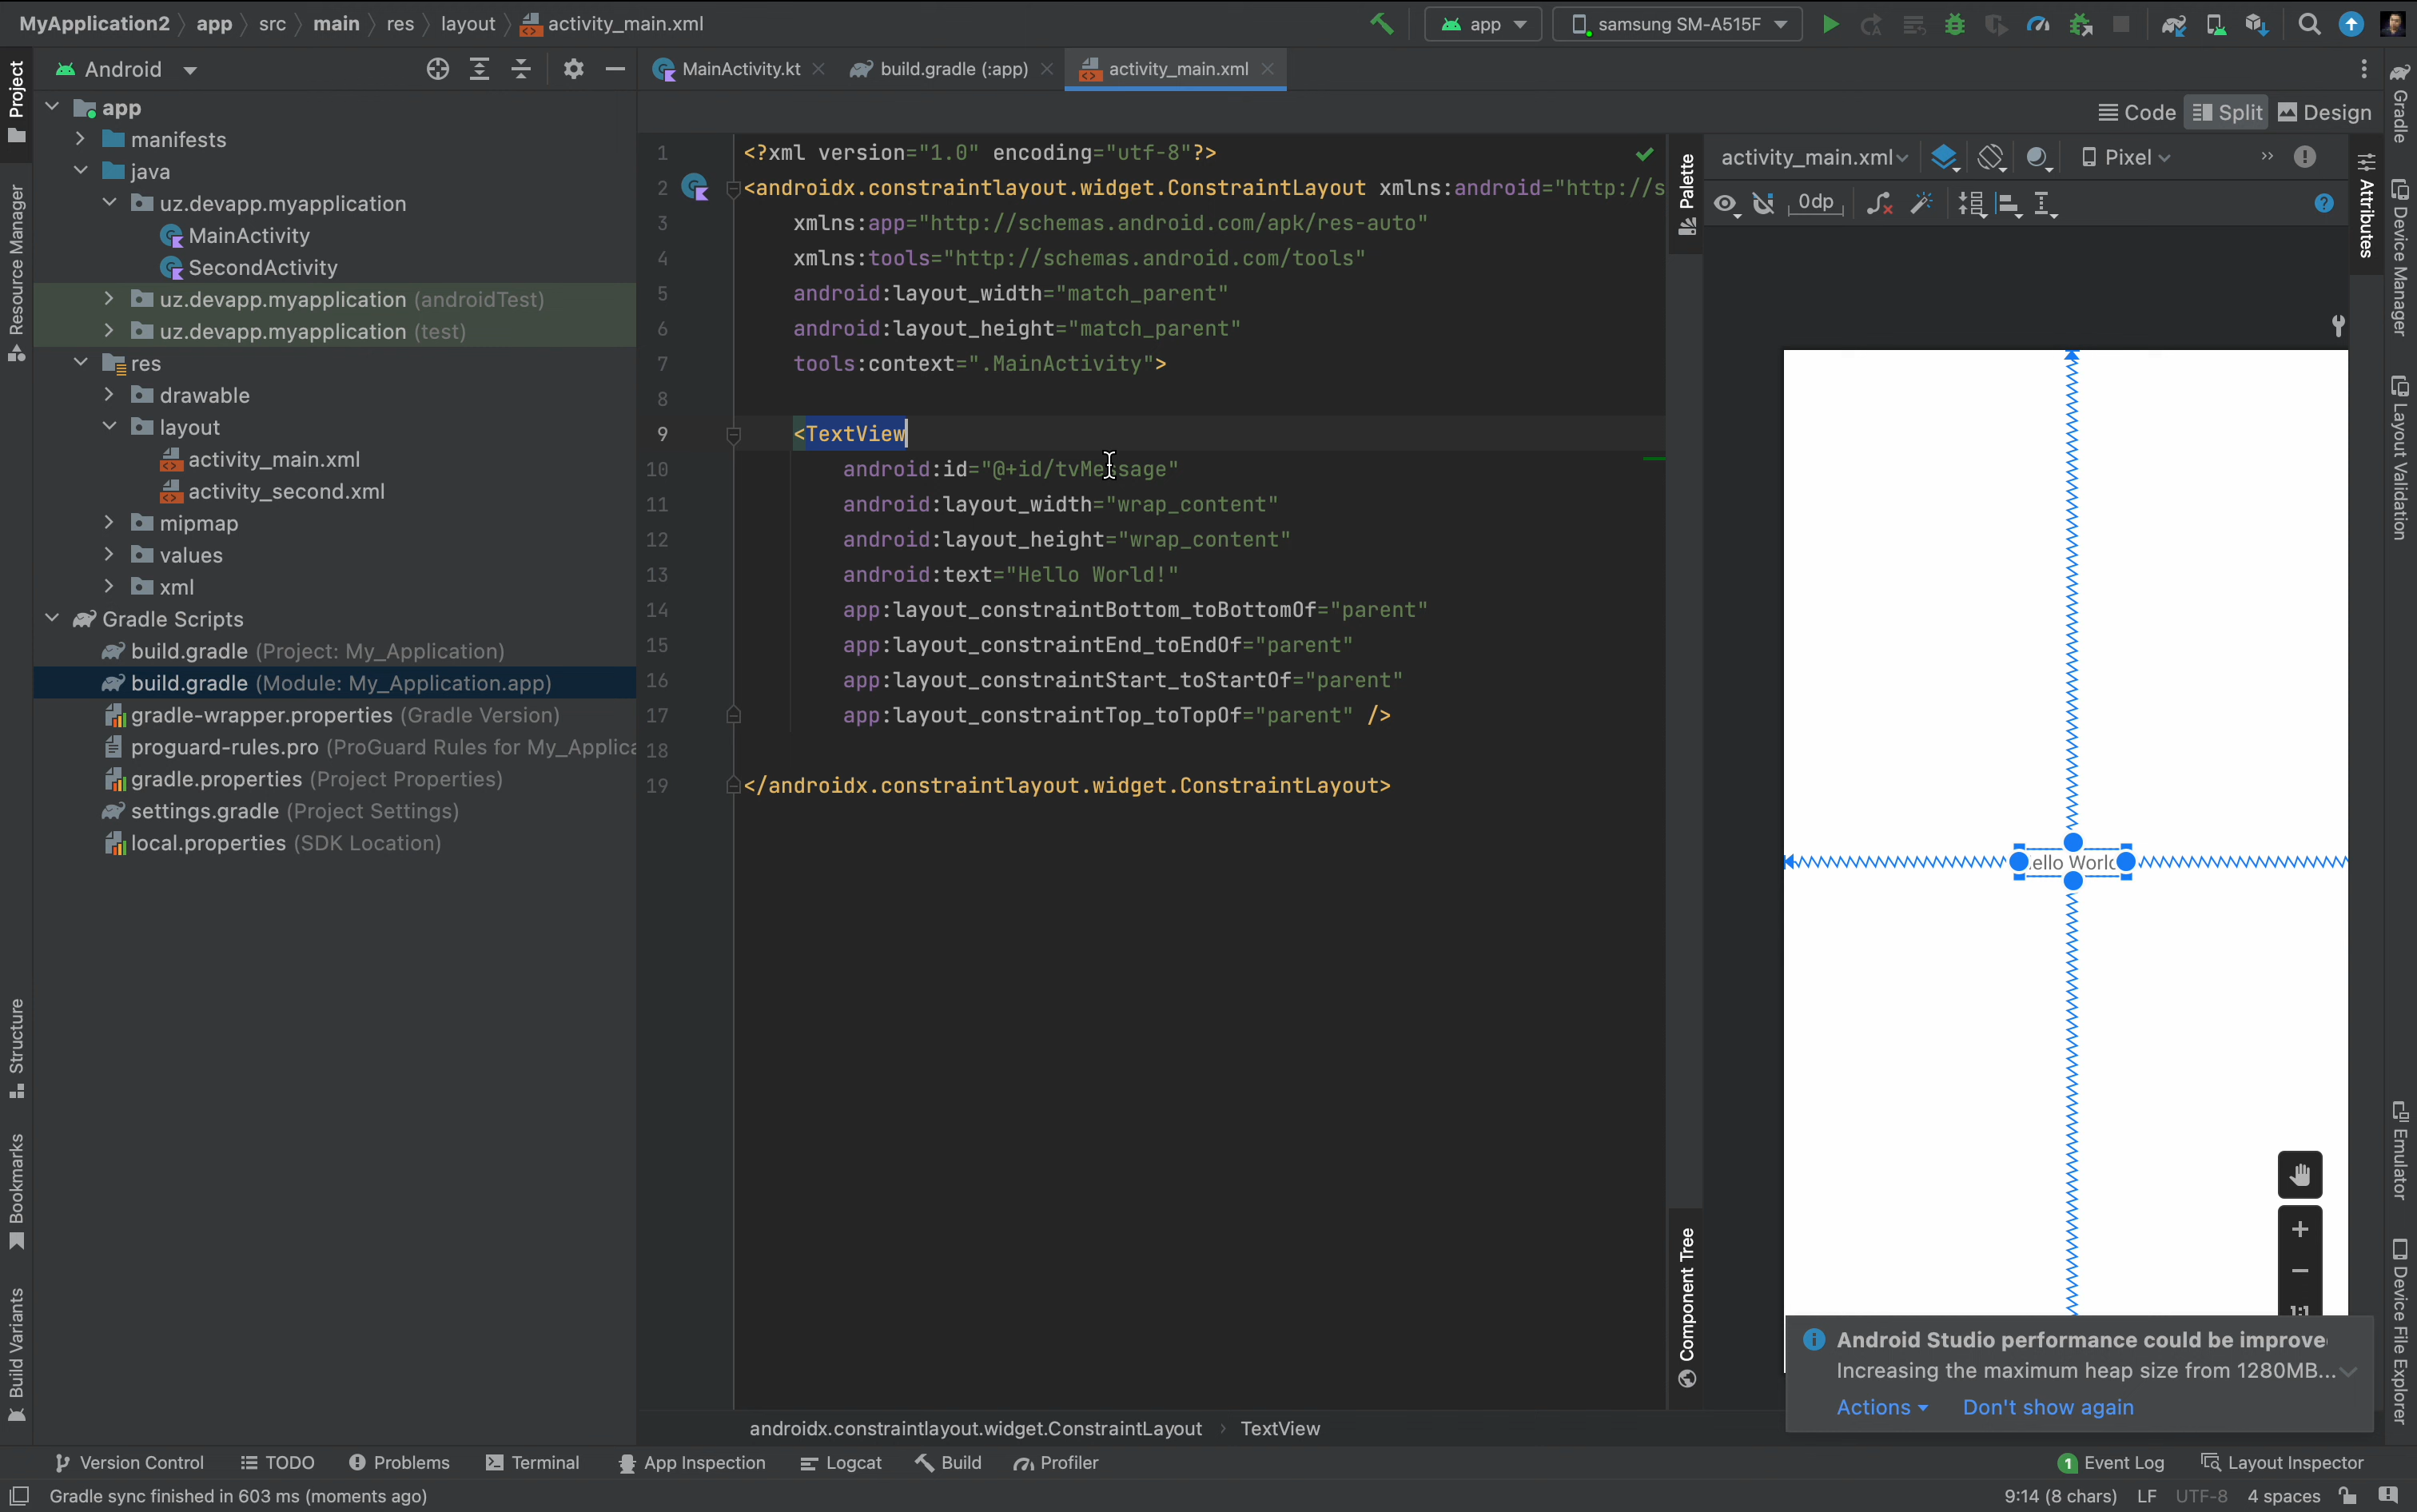 MyApplication2 app src main res layout activity_main.xml
app samsung SM-A515F
Android
MainActivity.kt build.gradle (:app) activity_main.xml
Code Split Design
Project
Resource Manager
Structure
Bookmarks
Build Variants
app
manifests
java
uz.devapp.myapplication
MainActivity
SecondActivity
uz.devapp.myapplication (androidTest)
uz.devapp.myapplication (test)
res
drawable
layout
activity_main.xml
activity_second.xml
mipmap
values
xml
Gradle Scripts
build.gradle (Project: My_Application)
build.gradle (Module: My_Application.app)
gradle-wrapper.properties (Gradle Version)
proguard-rules.pro (ProGuard Rules for My_Applica
gradle.properties (Project Properties)
settings.gradle (Project Settings)
local.properties (SDK Location)
1 <?xml version="1.0" encoding="utf-8"?>
2 <androidx.constraintlayout.widget.ConstraintLayout xmlns:android="http://s
3 xmlns:app="http://schemas.android.com/apk/res-auto"
4 xmlns:tools="http://schemas.android.com/tools"
5 android:layout_width="match_parent"
6 android:layout_height="match_parent"
7 tools:context=".MainActivity">
8
9 <TextView
10 android:id="@+id/tvMessage"
11 android:layout_width="wrap_content"
12 android:layout_height="wrap_content"
13 android:text="Hello World!"
14 app:layout_constraintBottom_toBottomOf="parent"
15 app:layout_constraintEnd_toEndOf="parent"
16 app:layout_constraintStart_toStartOf="parent"
17 app:layout_constraintTop_toTopOf="parent" />
18
19 </androidx.constraintlayout.widget.ConstraintLayout>
androidx.constraintlayout.widget.ConstraintLayout TextView
Palette
Component Tree
activity_main.xml Pixel
0dp
ello World
1:1
Attributes
Gradle
Device Manager
Layout Validation
Emulator
Device File Explorer
Android Studio performance could be improve
Increasing the maximum heap size from 1280MB...
Actions Don't show again
Version Control TODO Problems Terminal App Inspection Logcat Build Profiler 1 Event Log Layout Inspector
Gradle sync finished in 603 ms (moments ago) 9:14 (8 chars) LF UTF-8 4 spaces